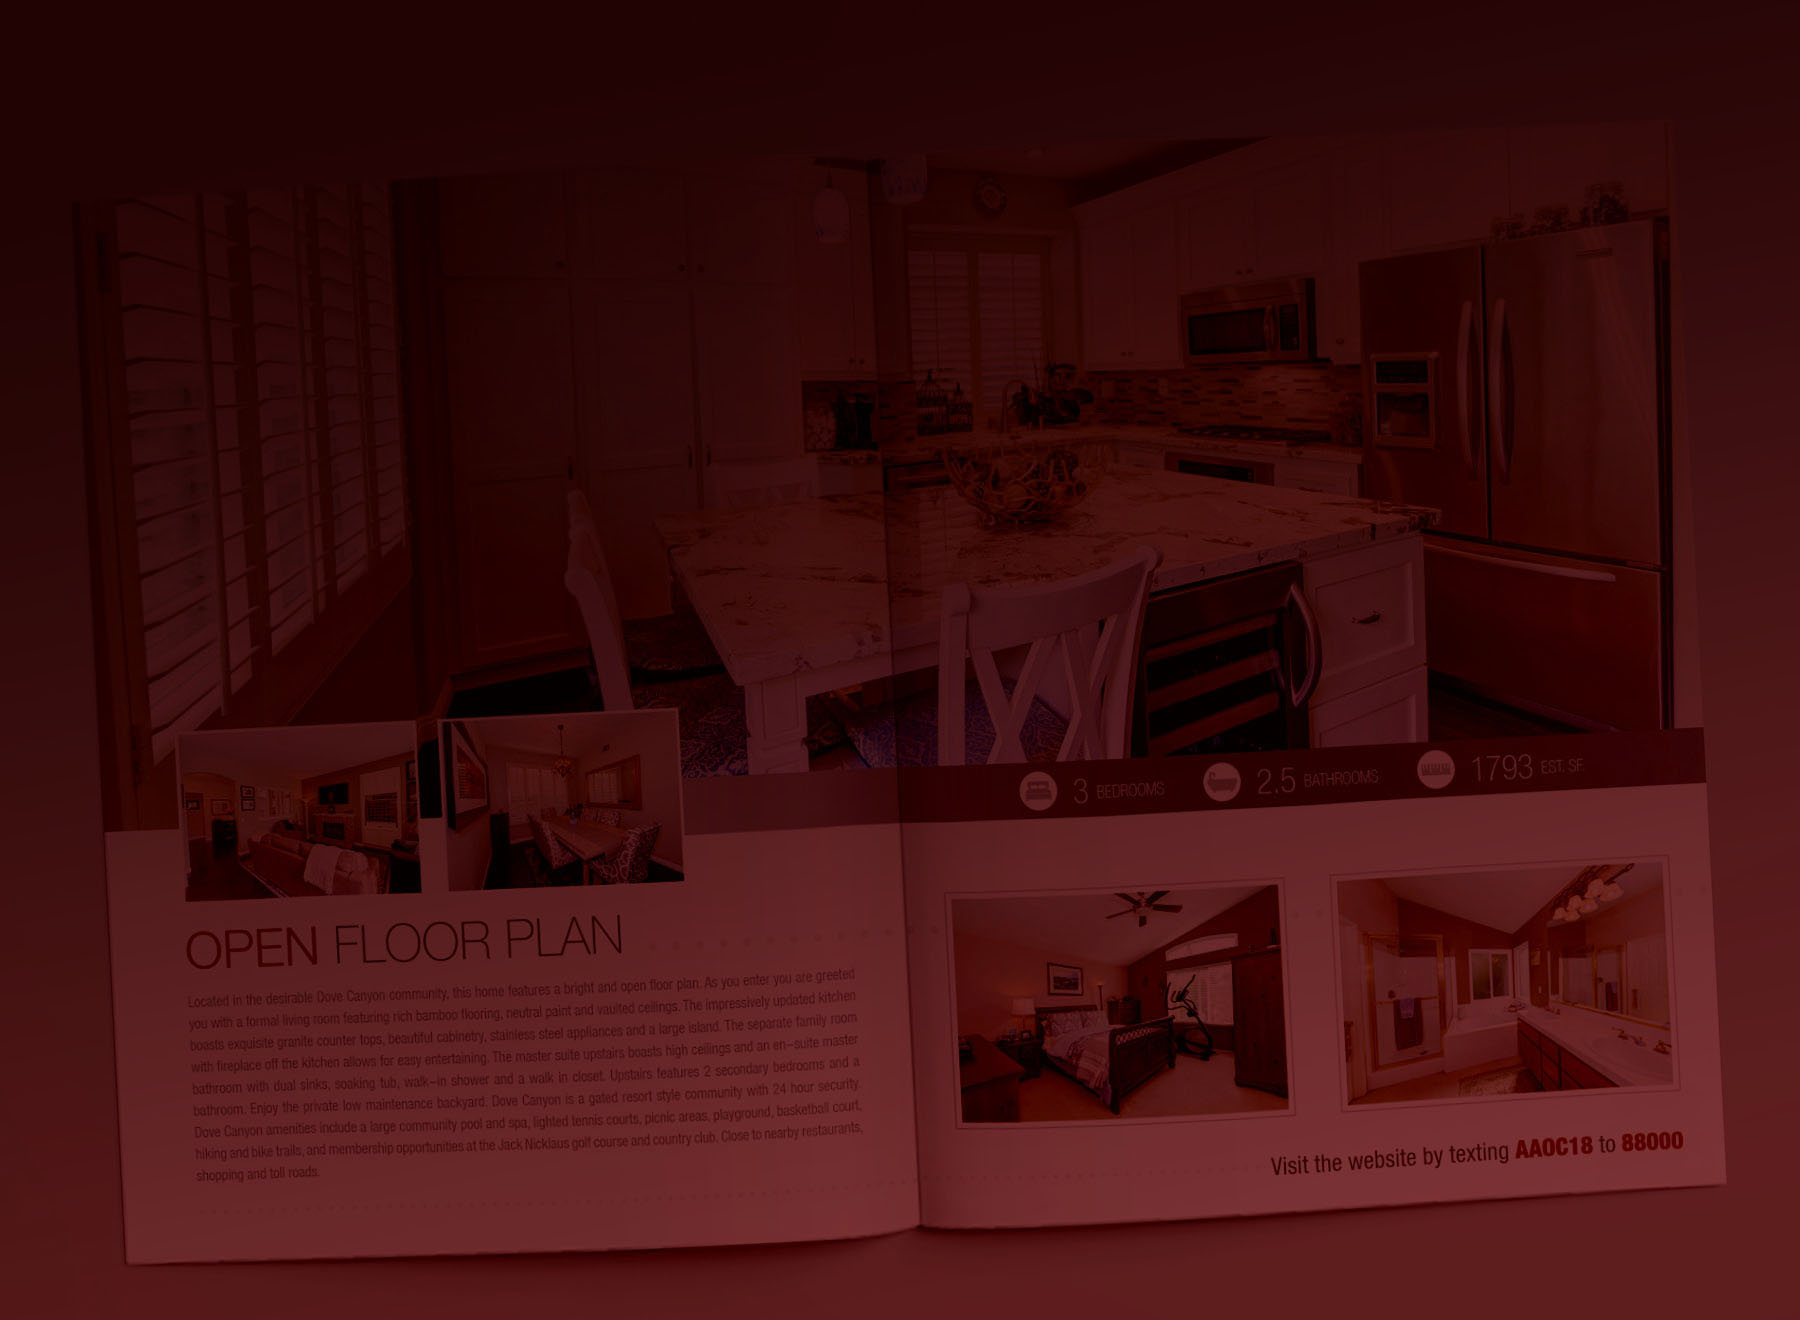 3 BEDROOMS 2.5 BATHROOMS 1793 EST. SF.
OPEN FLOOR PLAN
Located in the desirable Dove Canyon community, this home features a bright and open floor plan. As you enter you are greeted
you with a formal living room featuring rich bamboo flooring, neutral paint and vaulted ceilings. The impressively updated kitchen
boasts exquisite granite counter tops, beautiful cabinetry, stainless steel appliances and a large island. The separate family room
with fireplace off the kitchen allows for easy entertaining. The master suite upstairs boasts high ceilings and an en-suite master
bathroom with dual sinks, soaking tub, walk-in shower and a walk in closet. Upstairs features 2 secondary bedrooms and a
bathroom. Enjoy the private low maintenance backyard. Dove Canyon is a gated resort style community with 24 hour security.
Dove Canyon amenities include a large community pool and spa, lighted tennis courts, picnic areas, playground, basketball court,
hiking and bike trails, and membership opportunities at the Jack Nicklaus golf course and country club. Close to nearby restaurants,
shopping and toll roads.
Visit the website by texting AAOC18 to 88000